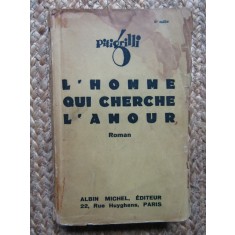 pitigrilli
L'HOMME
QUI CHERCHE
L'AMOUR
Roman
ALBIN MICHEL, ÉDITEUR
22, Rue Huyghens, PARIS